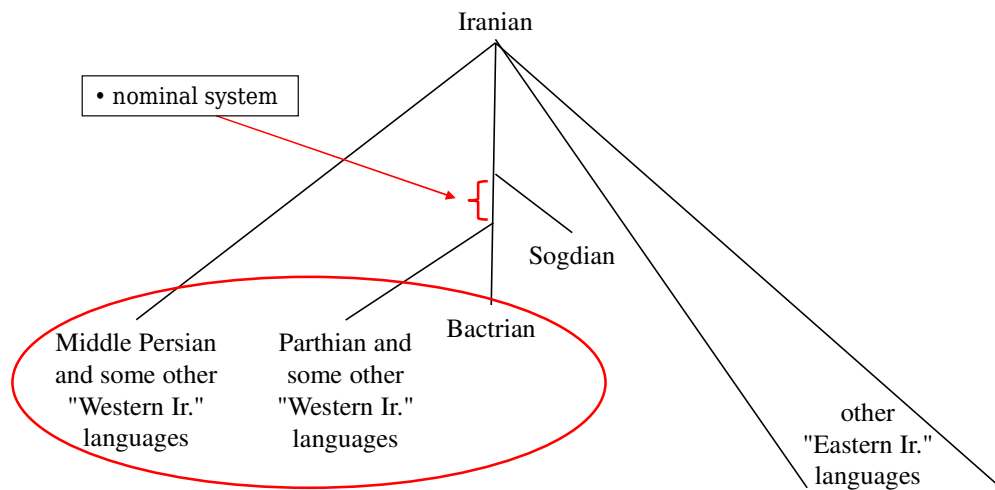 Iranian
• nominal system
Sogdian
Bactrian
Middle Persian
and some other
"Western Ir."
languages
Parthian and
some other
"Western Ir."
languages
other
"Eastern Ir."
languages